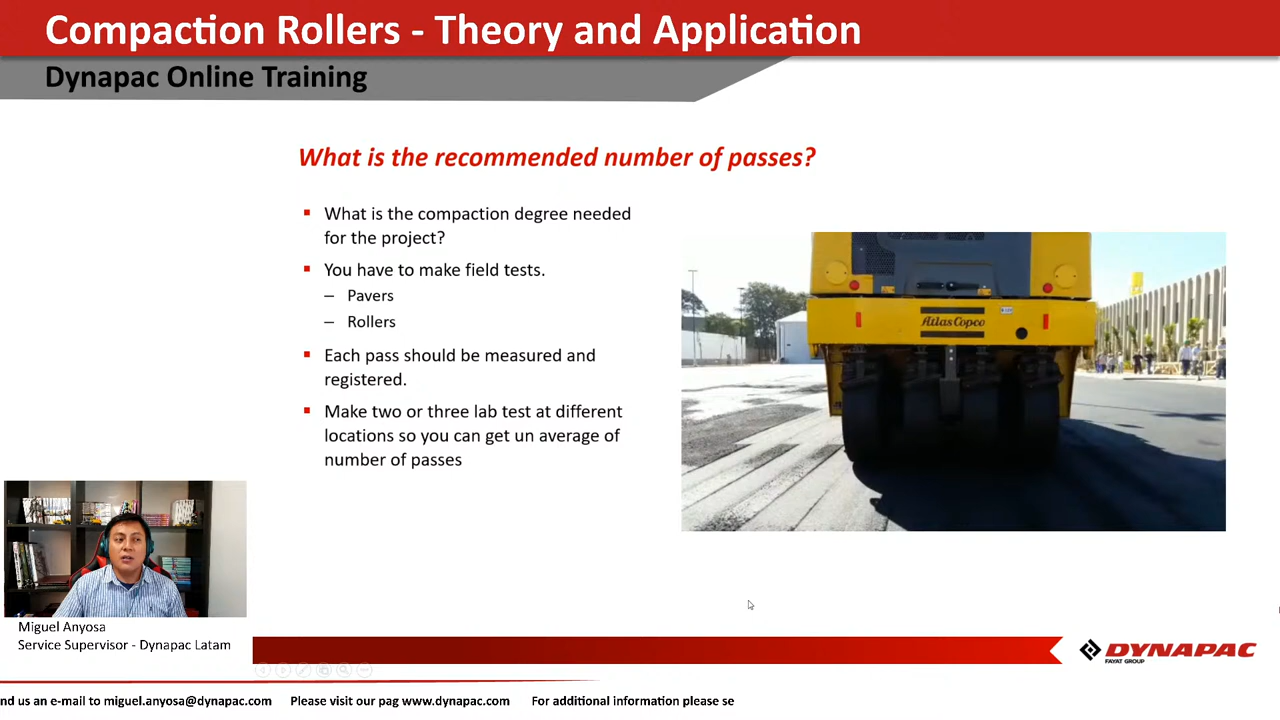 Compaction Rollers - Theory and Application
Dynapac Online Training
What is the recommended number of passes?
What is the compaction degree needed
for the project?
You have to make field tests.
– Pavers
– Rollers
Each pass should be measured and
registered.
Make two or three lab test at different
locations so you can get un average of
number of passes
Atlas Copco
Miguel Anyosa
Service Supervisor - Dynapac Latam
DYNAPAC
FAYAT GROUP
nd us an e-mail to miguel.anyosa@dynapac.com Please visit our pag www.dynapac.com For additional information please se